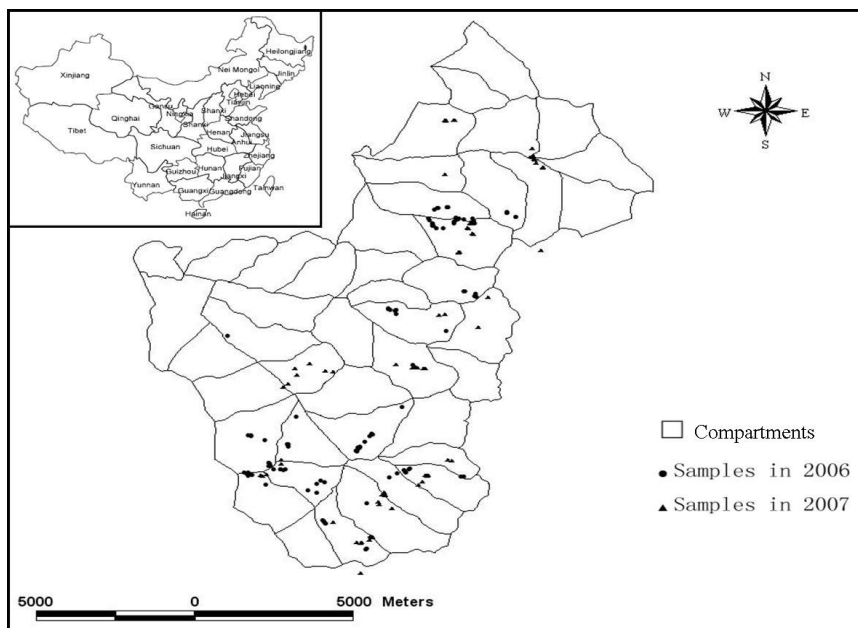 Heilongjiang
Nei Mongol
Jinlin
Xinjiang
Liaoning
Hebei
Tianjin
Gansu
Shanxi
Ningxia
Qinghai
Shandong
Shanxi
Henan
Jiangsu
Tibet
Anhui
Sichuan
Hubei
Zhejiang
Guizhou
Hunan
Jiangxi
Fujian
Yunnan
Guangxi
Guangdong
Taiwan
Hainan
N
W E
S
Compartments
Samples in 2006
Samples in 2007
5000 0 5000 Meters